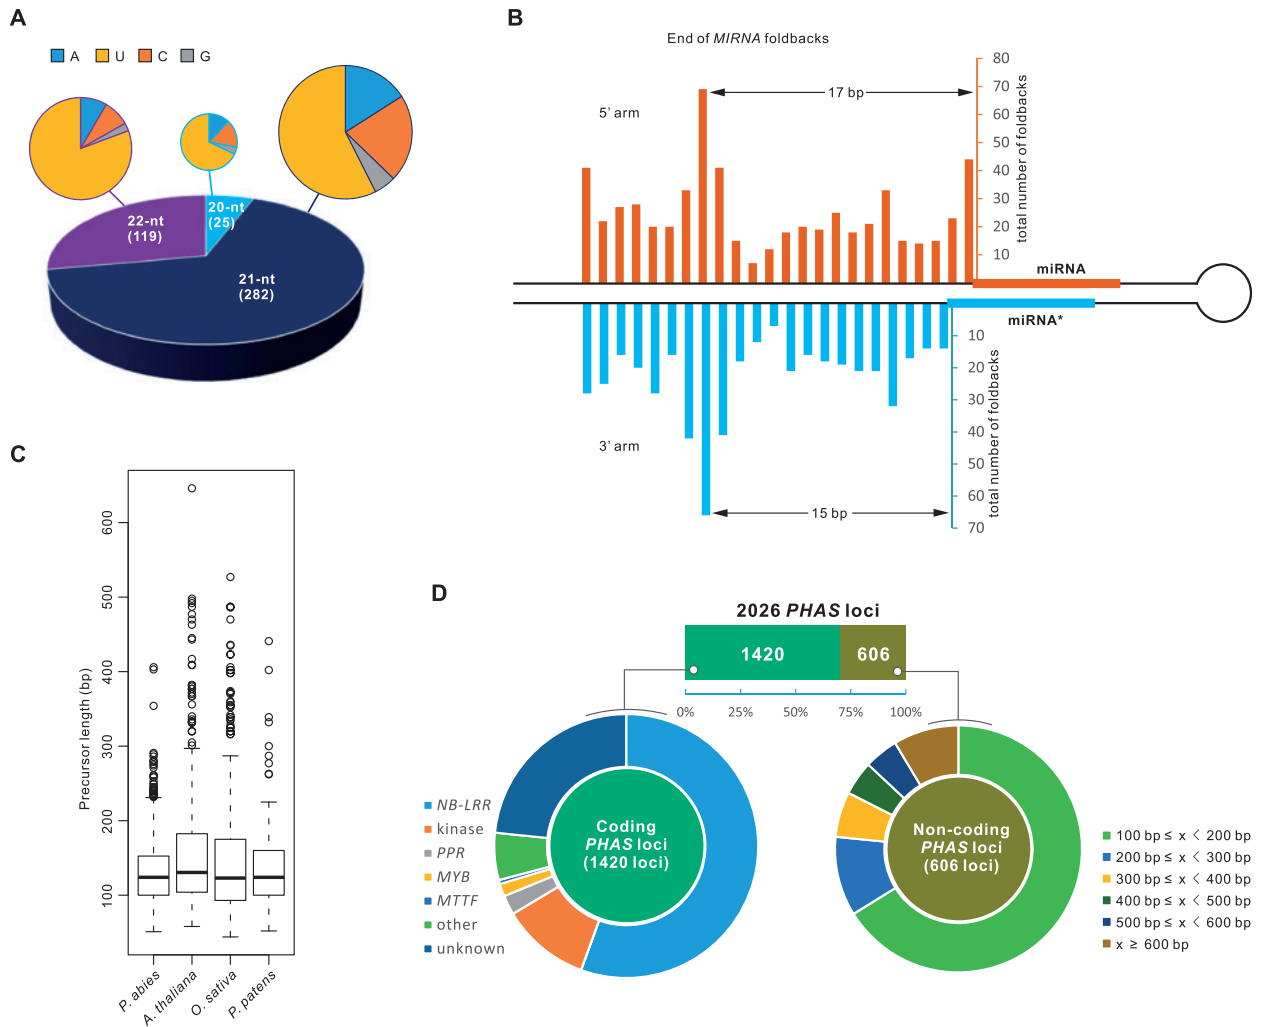 A
A U C G
22-nt
(119)
20-nt
(25)
21-nt
(282)
B
End of MIRNA foldbacks
5’ arm
17 bp
80
70
60
50
40
30
20
10
total number of foldbacks
miRNA
miRNA*
10
20
30
40
50
60
70
total number of foldbacks
3’ arm
15 bp
C
Precursor length (bp)
600
500
400
300
200
100
P. abies
A. thaliana
O. sativa
P. patens
D
2026 PHAS loci
1420 606
0% 25% 50% 75% 100%
NB-LRR
kinase
PPR
MYB
MTTF
other
unknown
Coding
PHAS loci
(1420 loci)
Non-coding
PHAS loci
(606 loci)
100 bp ≤ x < 200 bp
200 bp ≤ x < 300 bp
300 bp ≤ x < 400 bp
400 bp ≤ x < 500 bp
500 bp ≤ x < 600 bp
x ≥ 600 bp